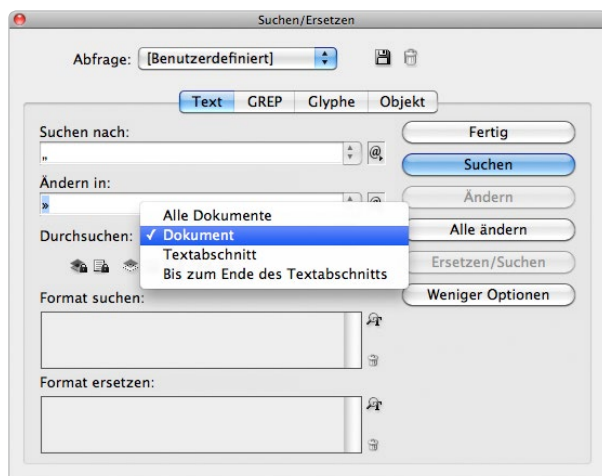 Suchen/Ersetzen
Abfrage: [Benutzerdefiniert]
Text GREP Glyphe Objekt
Suchen nach:
„
Fertig
Suchen
Ändern in:
»
Ändern
Alle Dokumente
Durchsuchen: ✓ Dokument
Alle ändern
Textabschnitt
Bis zum Ende des Textabschnitts
Ersetzen/Suchen
Format suchen:
Weniger Optionen
Format ersetzen: